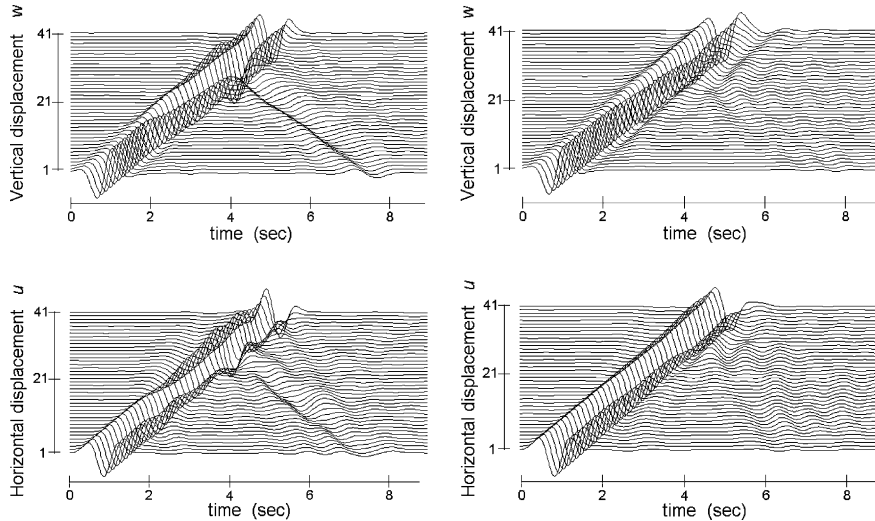 Vertical displacement w
41
21
1
0 2 4 6 8
time (sec)
Vertical displacement w
41
21
1
0 2 4 6 8
time (sec)
Horizontal displacement u
41
21
1
0 2 4 6 8
time (sec)
Horizontal displacement u
41
21
1
0 2 4 6 8
time (sec)